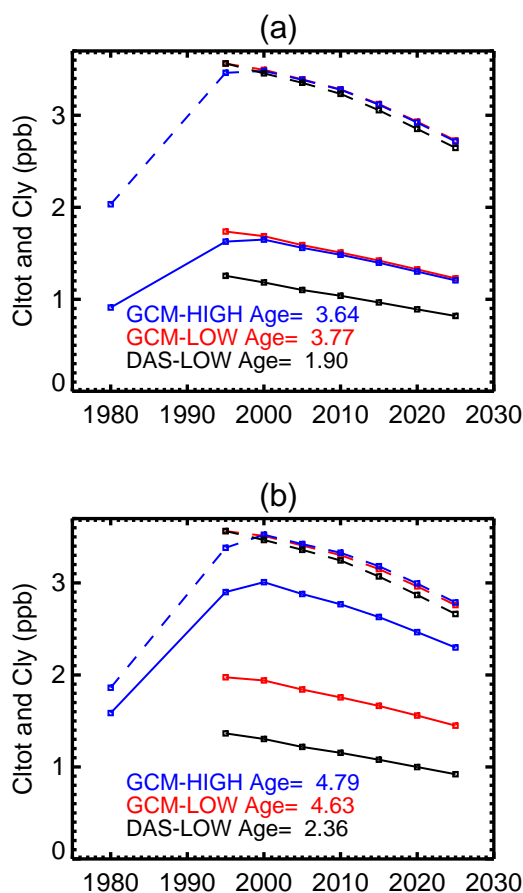 (a)
Cltot and Cly (ppb)
3
2
1
0
GCM-HIGH Age= 3.64
GCM-LOW Age= 3.77
DAS-LOW Age= 1.90
1980 1990 2000 2010 2020 2030
(b)
Cltot and Cly (ppb)
3
2
1
0
GCM-HIGH Age= 4.79
GCM-LOW Age= 4.63
DAS-LOW Age= 2.36
1980 1990 2000 2010 2020 2030